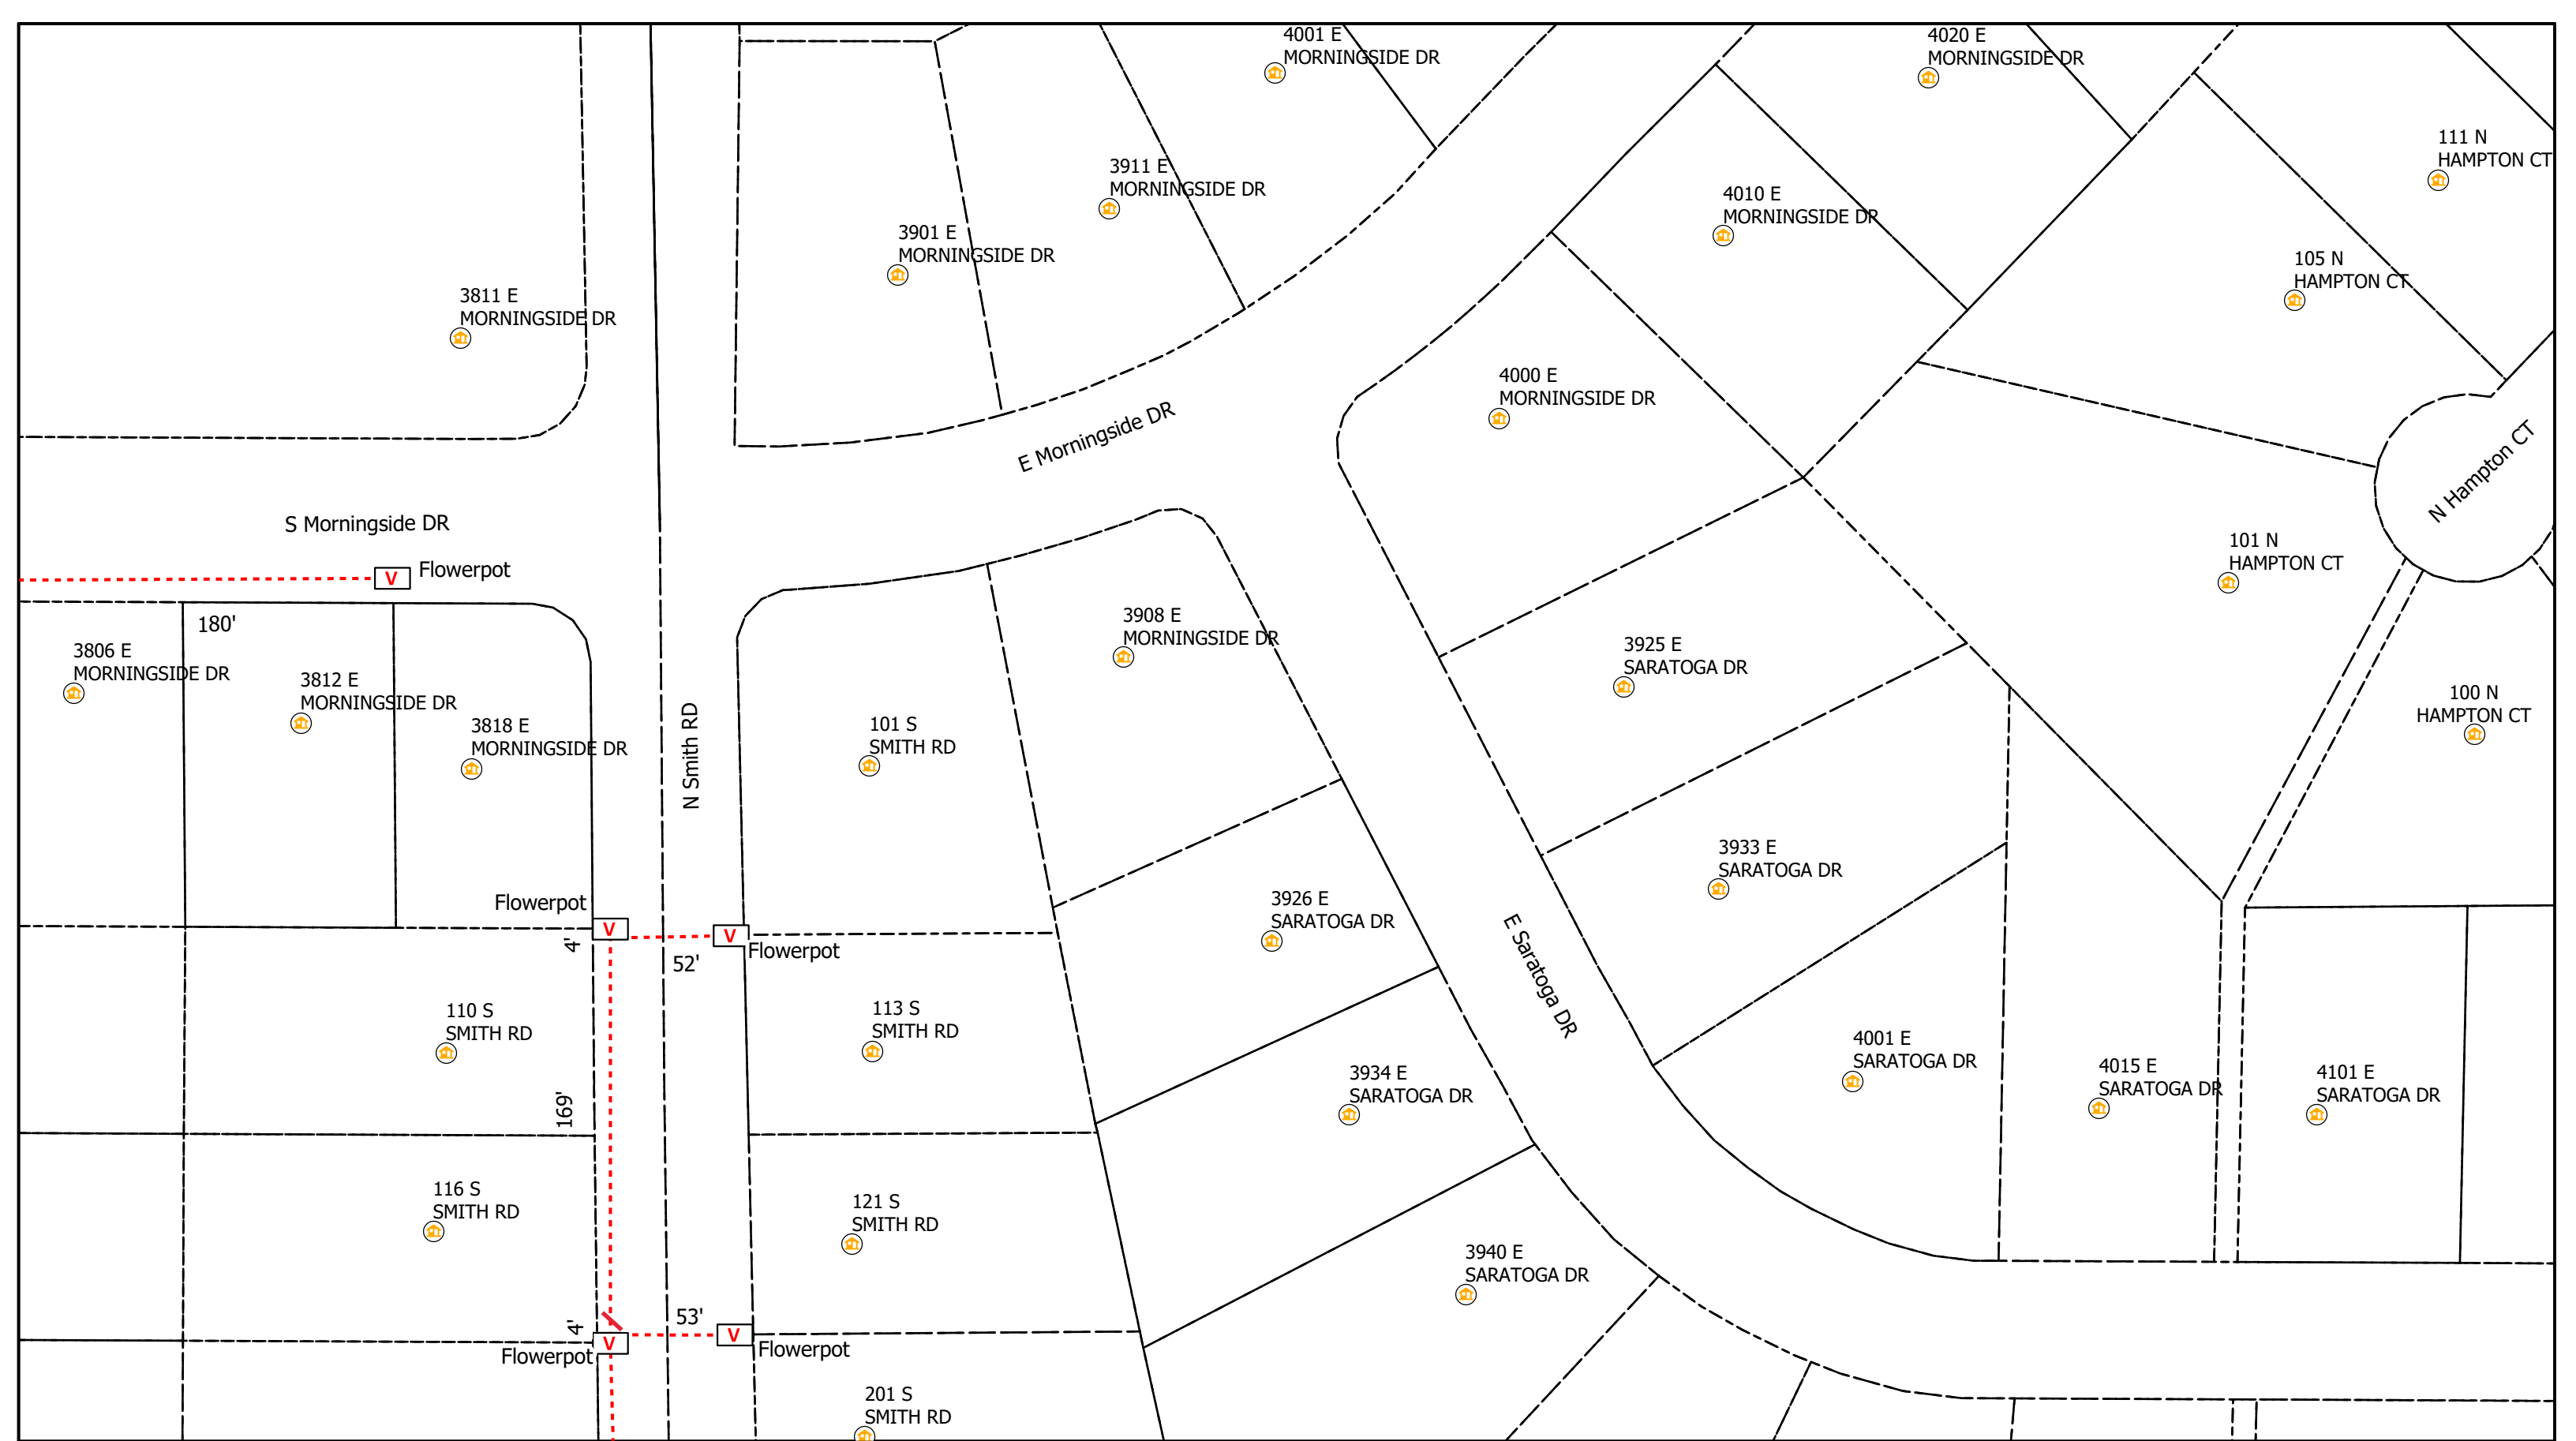 4001 E
MORNINGSIDE DR
4020 E
MORNINGSIDE DR
111 N
HAMPTON CT
3911 E
MORNINGSIDE DR
4010 E
MORNINGSIDE DR
3901 E
MORNINGSIDE DR
105 N
HAMPTON CT
3811 E
MORNINGSIDE DR
4000 E
MORNINGSIDE DR
E Morningside DR
N Hampton CT
S Morningside DR
V
Flowerpot
101 N
HAMPTON CT
180'
3806 E
MORNINGSIDE DR
3812 E
MORNINGSIDE DR
3818 E
MORNINGSIDE DR
N Smith RD
101 S
SMITH RD
3908 E
MORNINGSIDE DR
3925 E
SARATOGA DR
100 N
HAMPTON CT
3933 E
SARATOGA DR
Flowerpot
V
4'
V
Flowerpot
52'
3926 E
SARATOGA DR
E Saratoga DR
110 S
SMITH RD
113 S
SMITH RD
4001 E
SARATOGA DR
4015 E
SARATOGA DR
4101 E
SARATOGA DR
3934 E
SARATOGA DR
169'
116 S
SMITH RD
121 S
SMITH RD
3940 E
SARATOGA DR
4'
53'
V
Flowerpot
V
Flowerpot
201 S
SMITH RD